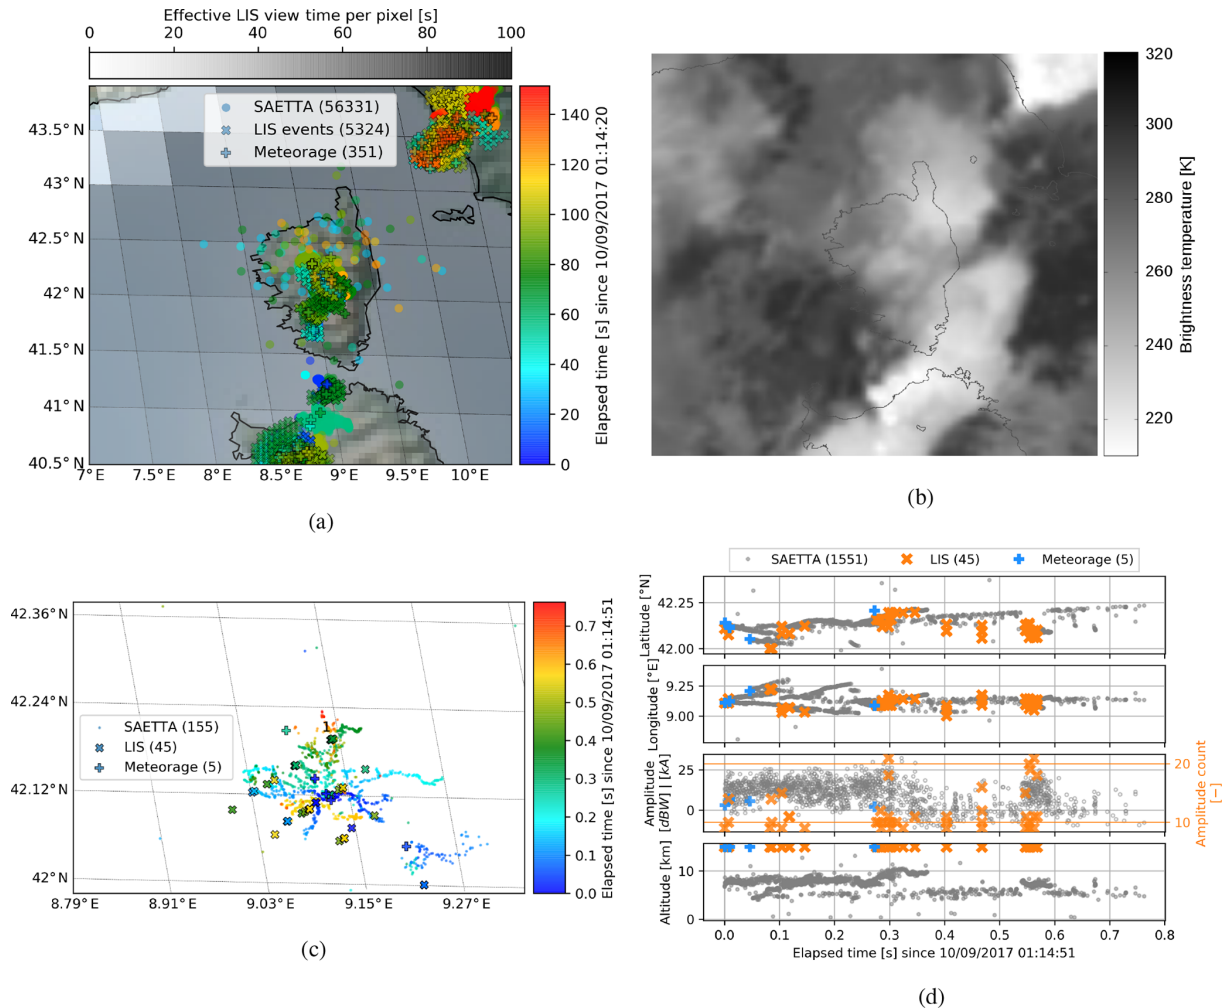 Effective LIS view time per pixel [s]
0 20 40 60 80 100
SAETTA (56331)
LIS events (5324)
Meteorage (351)
43.5° N
43° N
42.5° N
42° N
41.5° N
41° N
40.5° N
7° E 7.5° E 8° E 8.5° E 9° E 9.5° E 10° E
140
120
100
80
60
40
20
0
Elapsed time [s] since 10/09/2017 01:14:20
(a)
320
300
280
260
240
220
Brightness temperature [K]
(b)
42.36° N
42.24° N
42.12° N
42° N
8.79° E 8.91° E 9.03° E 9.15° E 9.27° E
SAETTA (155)
LIS (45)
Meteorage (5)
1
0.7
0.6
0.5
0.4
0.3
0.2
0.1
0.0
Elapsed time [s] since 10/09/2017 01:14:51
(c)
SAETTA (1551) LIS (45) Meteorage (5)
Latitude [°N]
42.25
42.00
Longitude [°E]
9.25
9.00
Amplitude
[dBW] | [kA]
25
0
20
10
Amplitude count
[−]
Altitude [km]
10
0
0.0 0.1 0.2 0.3 0.4 0.5 0.6 0.7 0.8
Elapsed time [s] since 10/09/2017 01:14:51
(d)